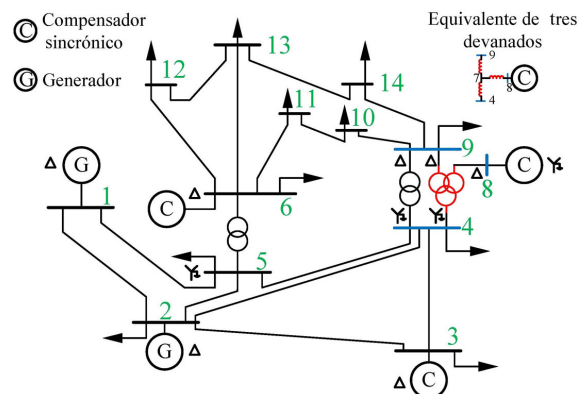 C Compensador
sincrónico
G Generador
Equivalente de tres
devanados
9
7
8
C
4
13
12
14
11
10
9
Δ
Δ
Δ
8
C
Δ
G
1
C
Δ
6
4
5
2
G
Δ
3
Δ
C